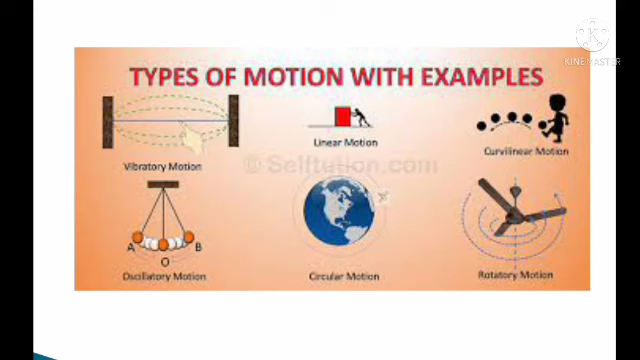 KINEMASTER
TYPES OF MOTION WITH EXAMPLES
Vibratory Motion
Linear Motion
Curvilinear Motion
© Selftution.com
A
O
B
Oscillatory Motion
Circular Motion
Rotatory Motion